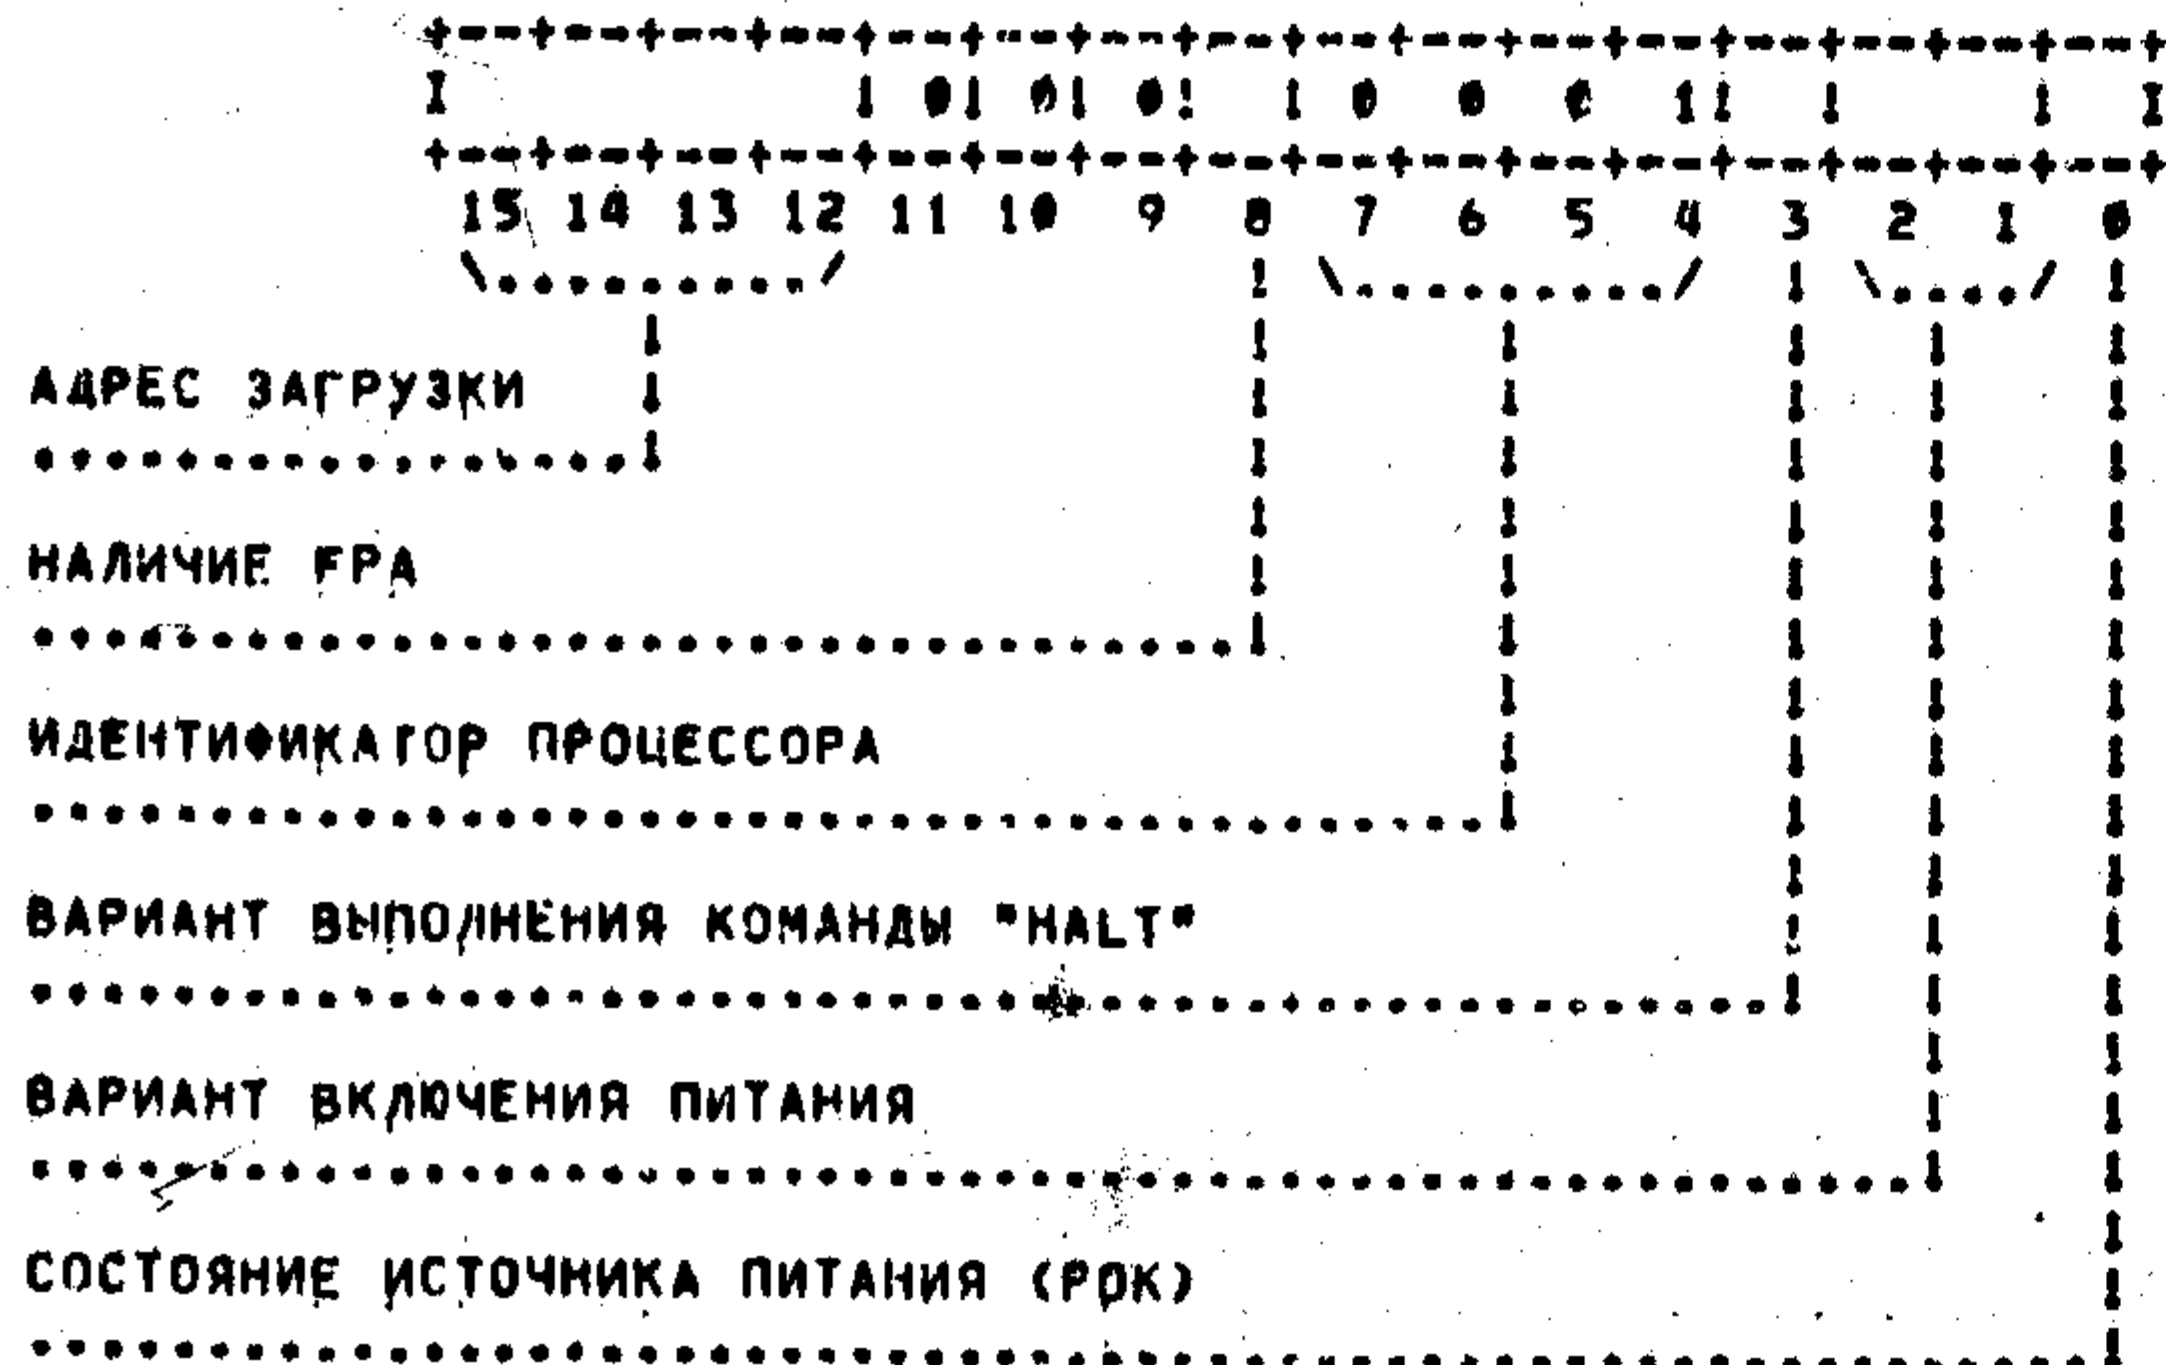 +--+--+--+--+--+--+--+--+--+--+--+--+--+--+--+--+
I           ! 0! 0! 0!  ! 0  0  0  1!  !     !  I
+--+--+--+--+--+--+--+--+--+--+--+--+--+--+--+--+
15 14 13 12 11 10 9 8 7 6 5 4 3 2 1 0
АДРЕС ЗАГРУЗКИ
НАЛИЧИЕ FPA
ИДЕНТИФИКАТОР ПРОЦЕССОРА
ВАРИАНТ ВЫПОЛНЕНИЯ КОМАНДЫ "HALT"
ВАРИАНТ ВКЛЮЧЕНИЯ ПИТАНИЯ
СОСТОЯНИЕ ИСТОЧНИКА ПИТАНИЯ (POK)